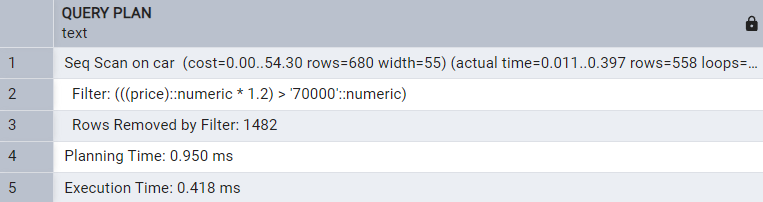 QUERY PLAN
text
1 Seq Scan on car (cost=0.00..54.30 rows=680 width=55) (actual time=0.011..0.397 rows=558 loops=...
2 Filter: (((price)::numeric * 1.2) > '70000'::numeric)
3 Rows Removed by Filter: 1482
4 Planning Time: 0.950 ms
5 Execution Time: 0.418 ms